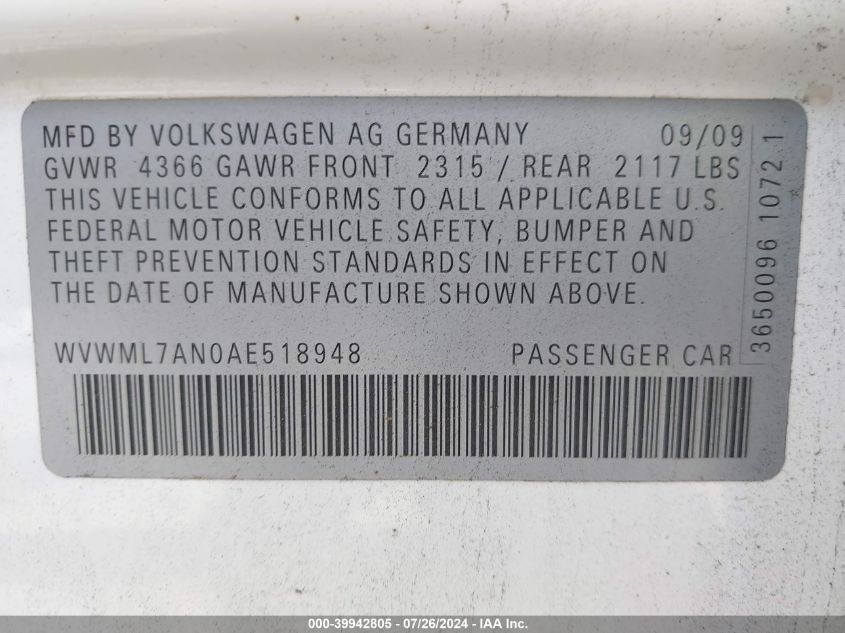 MFD BY VOLKSWAGEN AG GERMANY 09/09
GVWR 4366 GAWR FRONT 2315 / REAR 2117 LBS
THIS VEHICLE CONFORMS TO ALL APPLICABLE U.S.
FEDERAL MOTOR VEHICLE SAFETY, BUMPER AND
THEFT PREVENTION STANDARDS IN EFFECT ON
THE DATE OF MANUFACTURE SHOWN ABOVE.
WVWML7AN0AE518948 PASSENGER CAR
3650096 1072 1
000-39942805 - 07/26/2024 - IAA Inc.